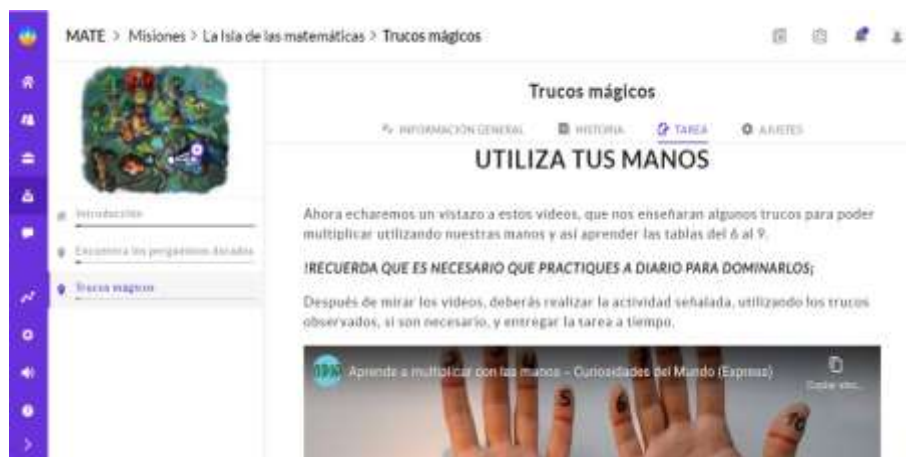 MATE > Misiones > La Isla de las matemáticas > Trucos mágicos
Trucos mágicos
INFORMACIÓN GENERAL HISTORIA TAREA AJUSTES
UTILIZA TUS MANOS
Introducción
Encuentra los pergaminos dorados
Trucos mágicos
Ahora echaremos un vistazo a estos videos, que nos enseñaran algunos trucos para poder
multiplicar utilizando nuestras manos y así aprender las tablas del 6 al 9.
!RECUERDA QUE ES NECESARIO QUE PRACTIQUES A DIARIO PARA DOMINARLOS¡
Después de mirar los videos, deberás realizar la actividad señalada, utilizando los trucos
observados, si son necesario, y entregar la tarea a tiempo.
Aprende a multiplicar con las manos - Curiosidades del Mundo (Express)
5 6 10